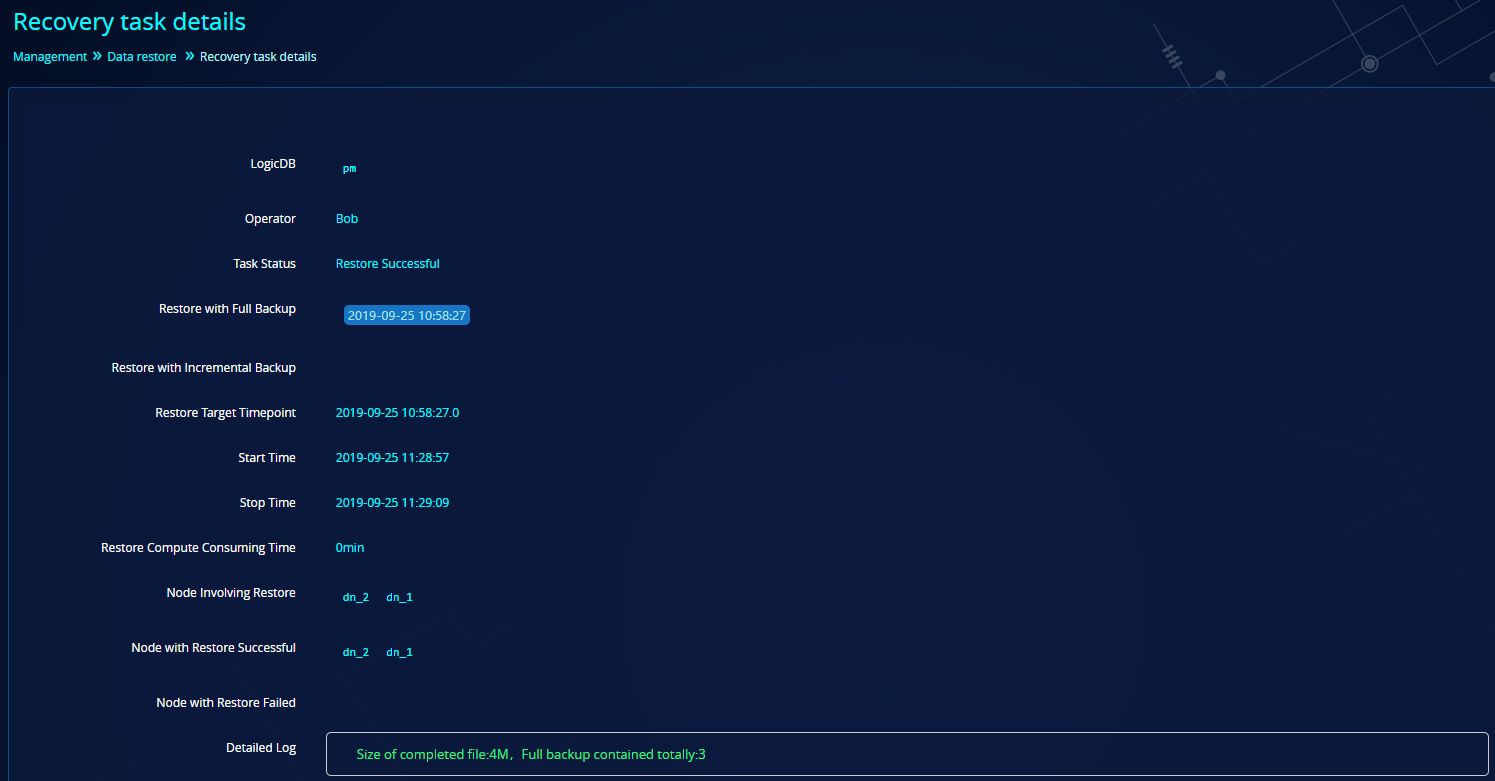 Recovery task details
Management » Data restore » Recovery task details
LogicDB pm
Operator Bob
Task Status Restore Successful
Restore with Full Backup 2019-09-25 10:58:27
Restore with Incremental Backup
Restore Target Timepoint 2019-09-25 10:58:27.0
Start Time 2019-09-25 11:28:57
Stop Time 2019-09-25 11:29:09
Restore Compute Consuming Time 0min
Node Involving Restore dn_2 dn_1
Node with Restore Successful dn_2 dn_1
Node with Restore Failed
Detailed Log Size of completed file:4M，Full backup contained totally:3